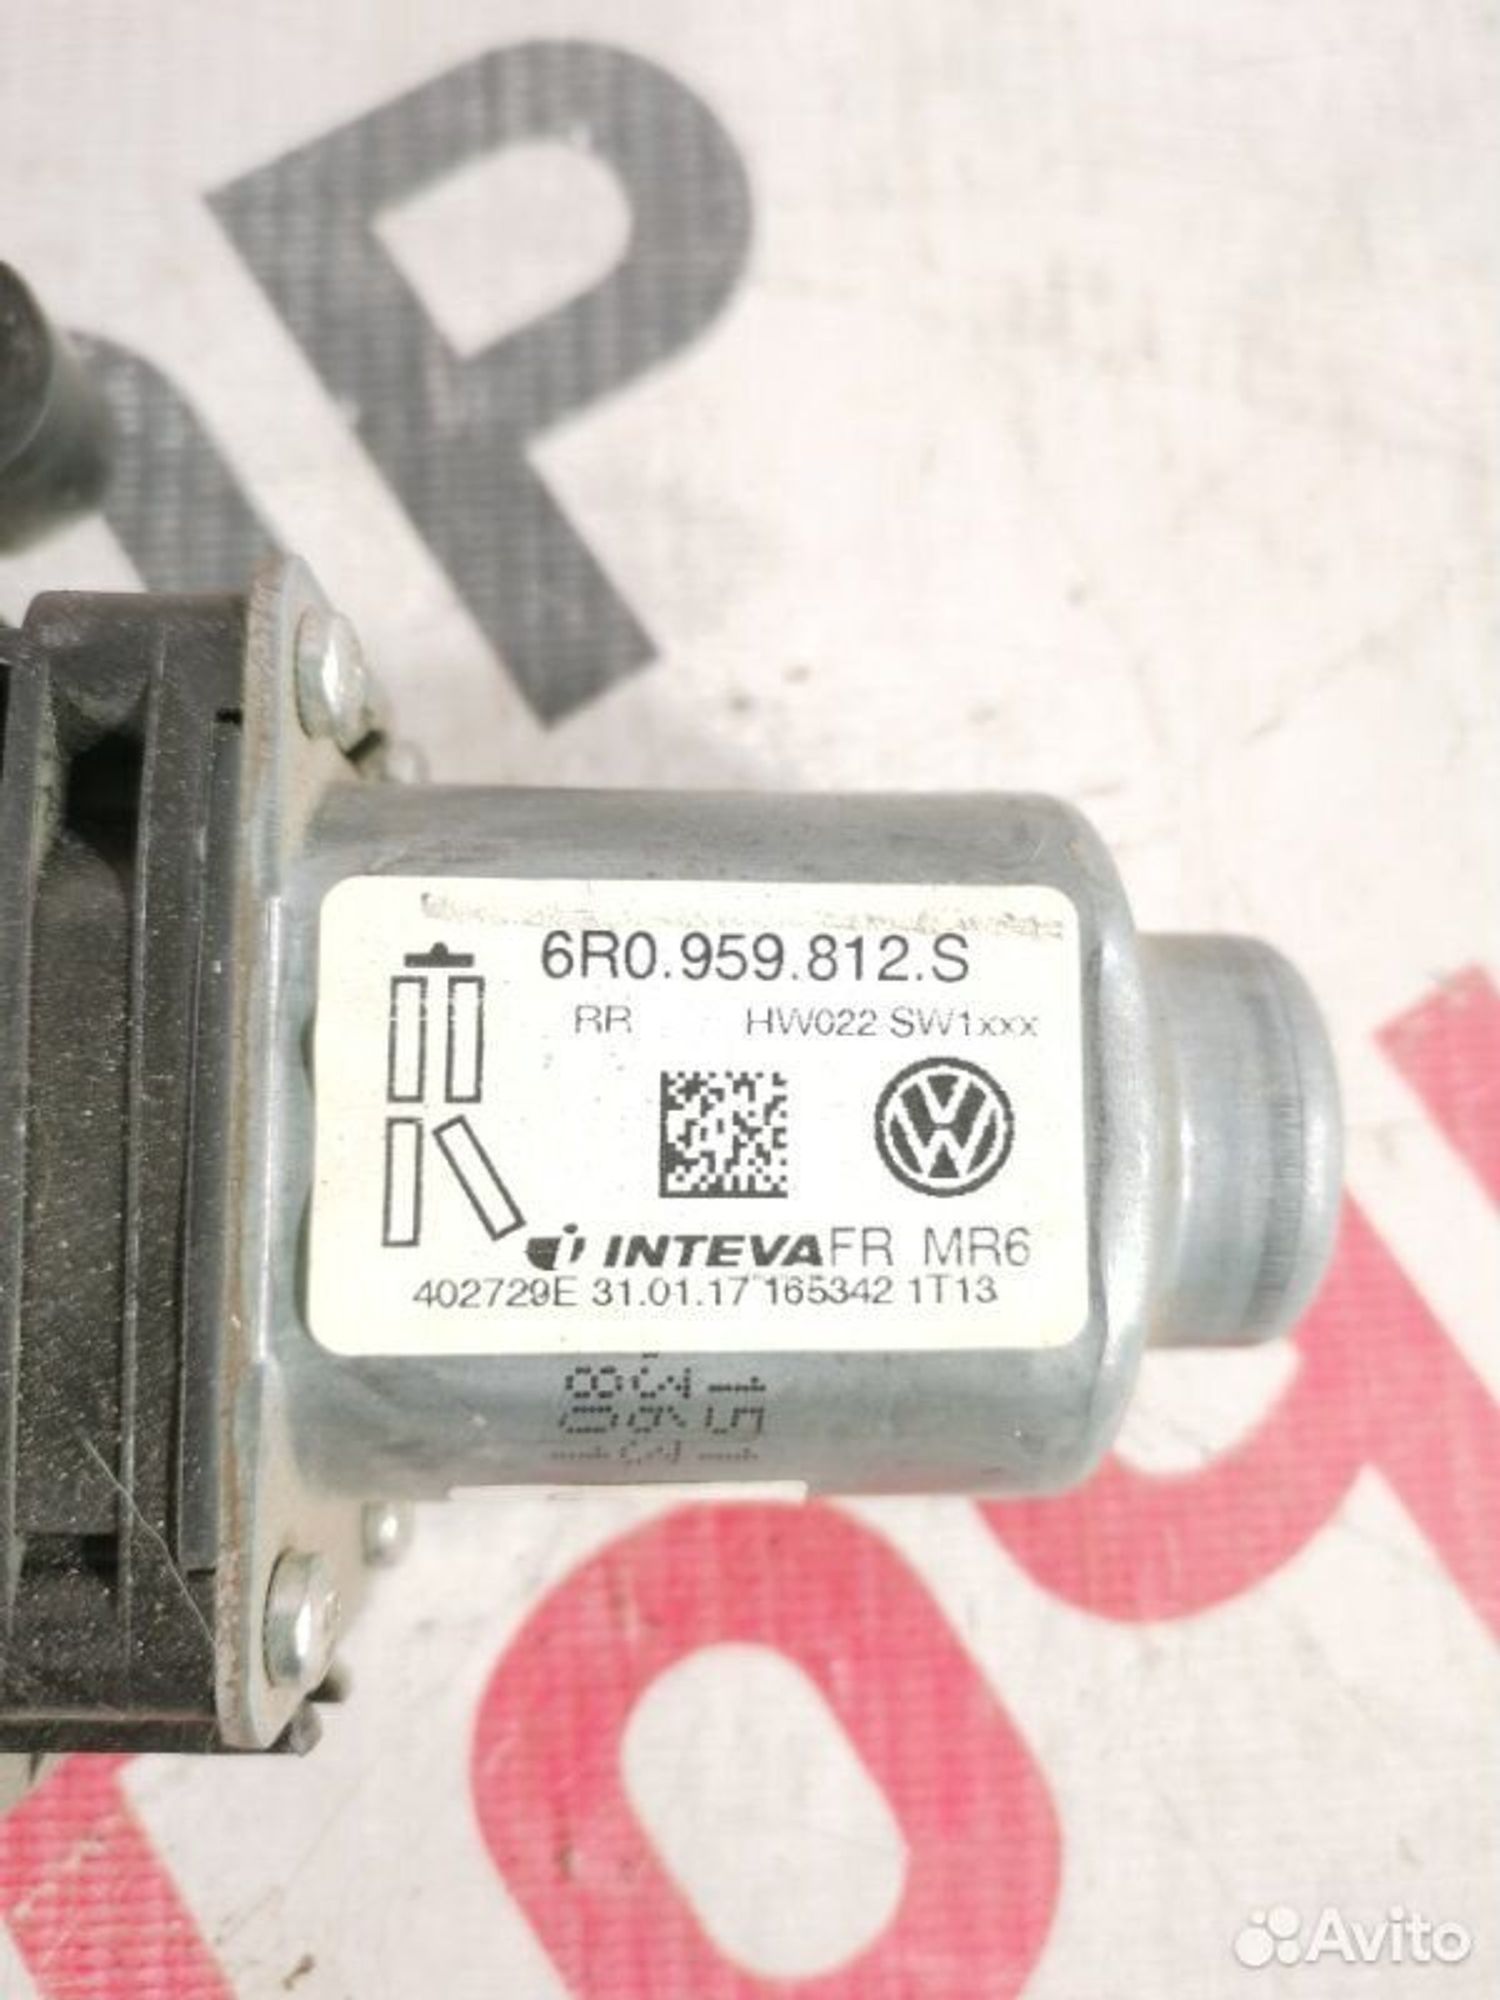 6R0.959.812.S
RR HW022 SW1xxx
INTEVA FR MR6
402729E 31.01.17 165342 1T13
Avito